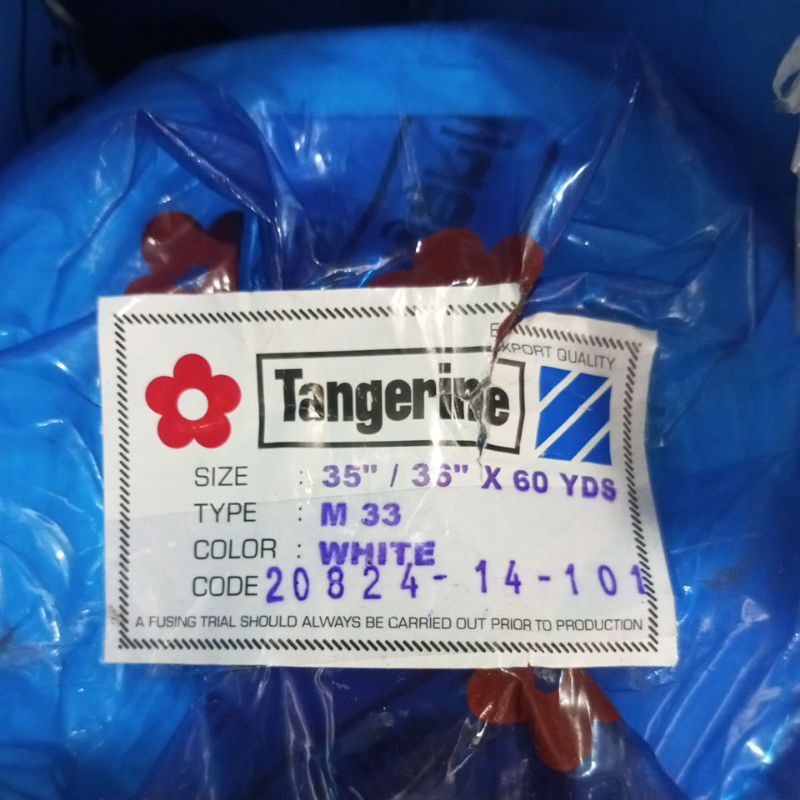 EXPORT QUALITY
Tangerine
SIZE : 35" / 36" X 60 YDS
TYPE : M 33
COLOR : WHITE
CODE 20824-14-101
A FUSING TRIAL SHOULD ALWAYS BE CARRIED OUT PRIOR TO PRODUCTION